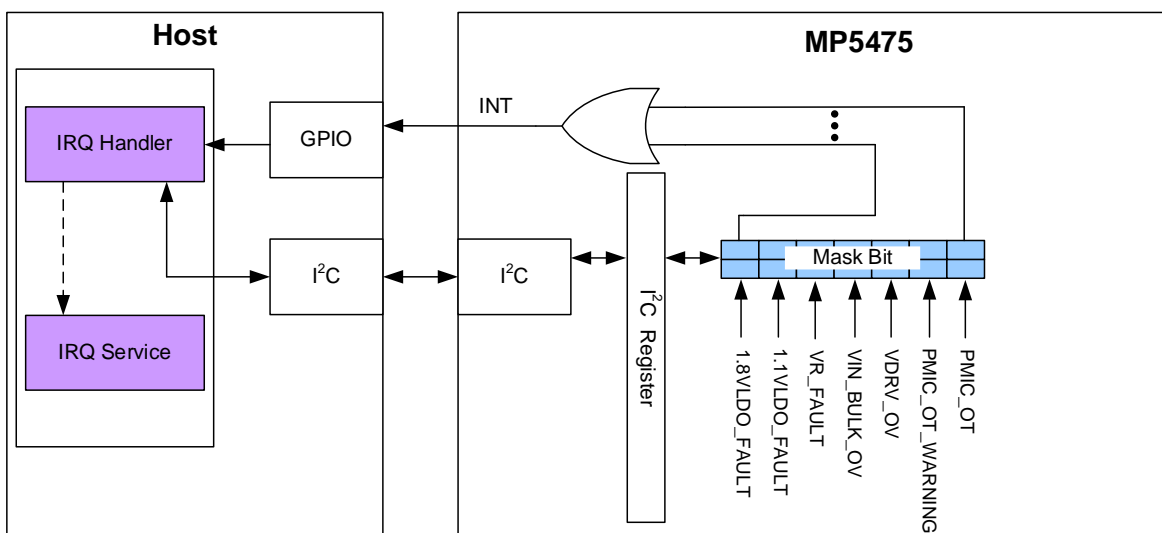 Host
MP5475
INT
IRQ Handler
GPIO
Mask Bit
I²C
I²C
I²C Register
IRQ Service
1.8VLDO_FAULT
1.1VLDO_FAULT
VR_FAULT
VIN_BULK_OV
VDRV_OV
PMIC_OT_WARNING
PMIC_OT